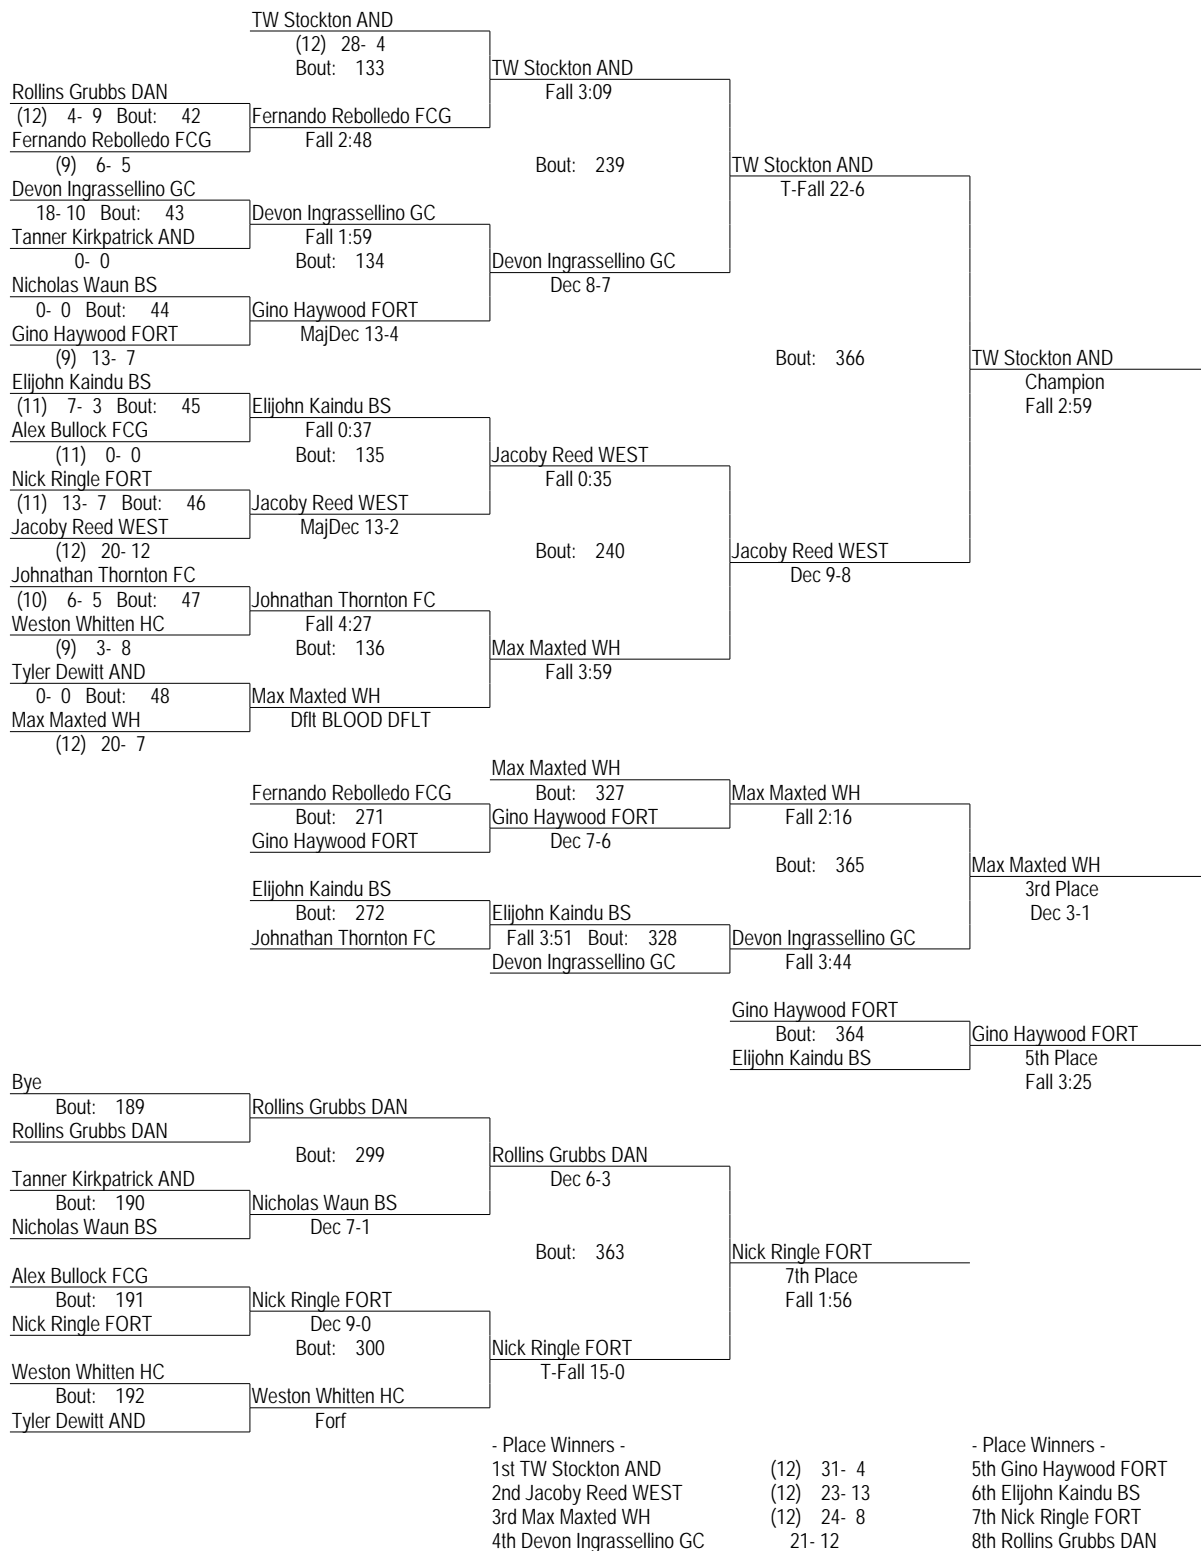 TW Stockton AND
(12) 28- 4
Bout: 133
TW Stockton AND
Fall 3:09
Rollins Grubbs DAN
(12) 4- 9 Bout: 42
Fernando Rebolledo FCG
Fernando Rebolledo FCG
Fall 2:48
(9) 6- 5
Bout: 239
TW Stockton AND
T-Fall 22-6
Devon Ingrassellino GC
18- 10 Bout: 43
Devon Ingrassellino GC
Tanner Kirkpatrick AND
Fall 1:59
0- 0
Bout: 134
Devon Ingrassellino GC
Dec 8-7
Nicholas Waun BS
0- 0 Bout: 44
Gino Haywood FORT
Gino Haywood FORT
MajDec 13-4
(9) 13- 7
Bout: 366
TW Stockton AND
Champion
Fall 2:59
Elijohn Kaindu BS
(11) 7- 3 Bout: 45
Elijohn Kaindu BS
Alex Bullock FCG
Fall 0:37
(11) 0- 0
Bout: 135
Jacoby Reed WEST
Fall 0:35
Nick Ringle FORT
(11) 13- 7 Bout: 46
Jacoby Reed WEST
Jacoby Reed WEST
MajDec 13-2
(12) 20- 12
Bout: 240
Jacoby Reed WEST
Dec 9-8
Johnathan Thornton FC
(10) 6- 5 Bout: 47
Johnathan Thornton FC
Weston Whitten HC
Fall 4:27
(9) 3- 8
Bout: 136
Max Maxted WH
Fall 3:59
Tyler Dewitt AND
0- 0 Bout: 48
Max Maxted WH
Max Maxted WH
Dflt BLOOD DFLT
(12) 20- 7
Max Maxted WH
Fernando Rebolledo FCG
Bout: 327
Max Maxted WH
Bout: 271
Gino Haywood FORT
Fall 2:16
Gino Haywood FORT
Dec 7-6
Bout: 365
Max Maxted WH
3rd Place
Dec 3-1
Elijohn Kaindu BS
Bout: 272
Elijohn Kaindu BS
Johnathan Thornton FC
Fall 3:51 Bout: 328
Devon Ingrassellino GC
Devon Ingrassellino GC
Fall 3:44
Gino Haywood FORT
Bout: 364
Gino Haywood FORT
Elijohn Kaindu BS
5th Place
Fall 3:25
Bye
Bout: 189
Rollins Grubbs DAN
Rollins Grubbs DAN
Bout: 299
Rollins Grubbs DAN
Dec 6-3
Tanner Kirkpatrick AND
Bout: 190
Nicholas Waun BS
Nicholas Waun BS
Dec 7-1
Bout: 363
Nick Ringle FORT
7th Place
Fall 1:56
Alex Bullock FCG
Bout: 191
Nick Ringle FORT
Nick Ringle FORT
Dec 9-0
Bout: 300
Nick Ringle FORT
T-Fall 15-0
Weston Whitten HC
Bout: 192
Weston Whitten HC
Tyler Dewitt AND
Forf
- Place Winners -
1st TW Stockton AND (12) 31- 4
2nd Jacoby Reed WEST (12) 23- 13
3rd Max Maxted WH (12) 24- 8
4th Devon Ingrassellino GC 21- 12
- Place Winners -
5th Gino Haywood FORT
6th Elijohn Kaindu BS
7th Nick Ringle FORT
8th Rollins Grubbs DAN